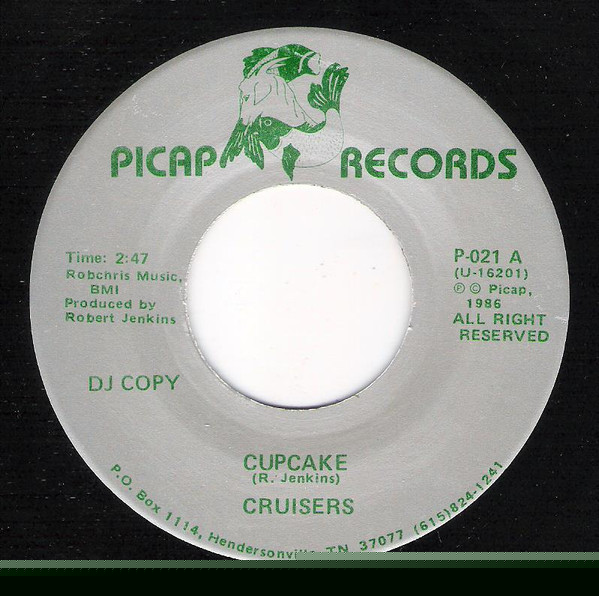 PICAP RECORDS
Time: 2:47
Robchris Music,
BMI
Produced by
Robert Jenkins
DJ COPY
P-021 A
(U-16201)
Ⓟ © Picap,
1986
ALL RIGHT
RESERVED
CUPCAKE
(R. Jenkins)
CRUISERS
P.O. Box 1114, Hendersonville, TN 37077 (615)824-1241